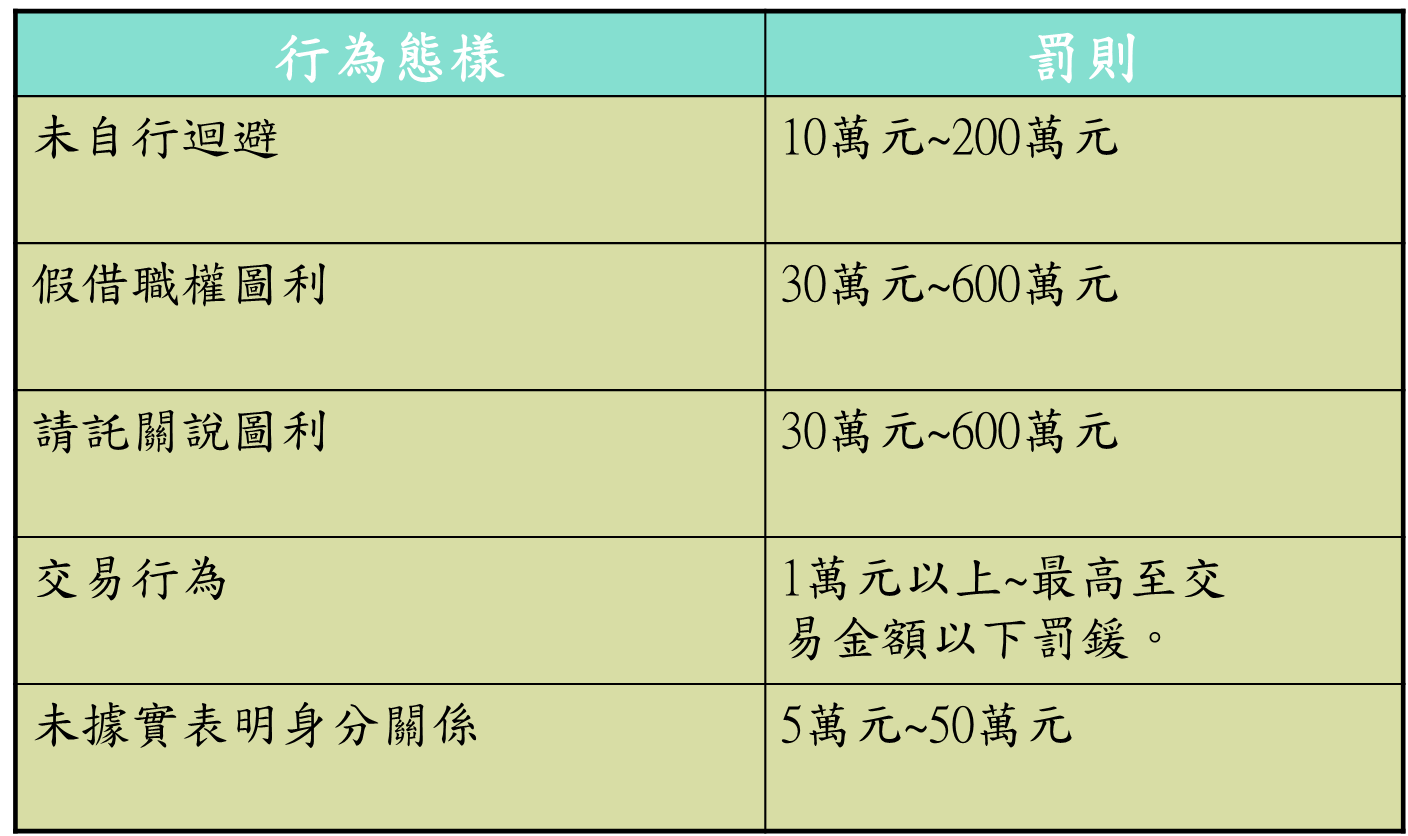 行為態樣 罰則
未自行迴避 10萬元~200萬元
假借職權圖利 30萬元~600萬元
請託關說圖利 30萬元~600萬元
交易行為 1萬元以上~最高至交
易金額以下罰鍰。
未據實表明身分關係 5萬元~50萬元